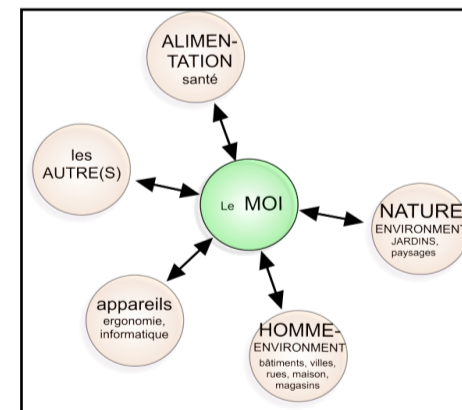 ALIMEN-
TATION
santé
les
AUTRE(S)
Le MOI
NATURE
ENVIRONMENT
JARDINS,
paysages
appareils
ergonomie,
informatique
HOMME-
ENVIRONMENT
bâtiments, villes,
rues, maison,
magasins